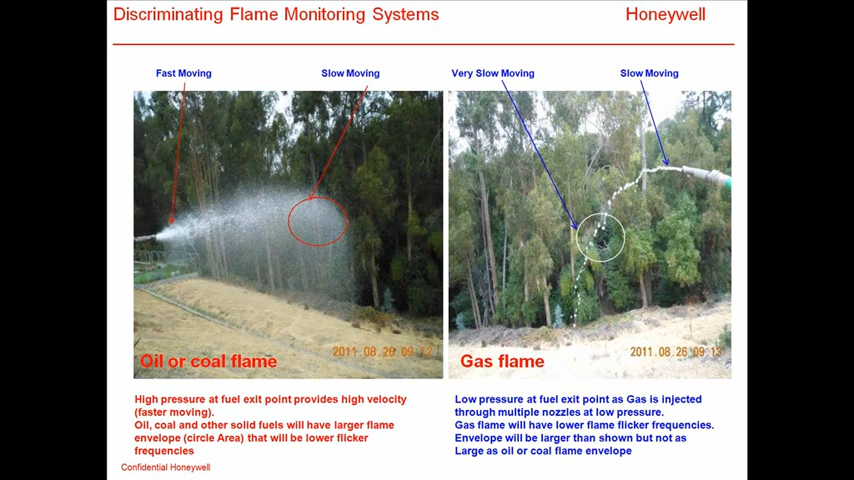 Discriminating Flame Monitoring Systems
Honeywell
Fast Moving
Slow Moving
Very Slow Moving
Slow Moving
2011.08.26 09:12
Oil or coal flame
2011.08.26 09:13
Gas flame
High pressure at fuel exit point provides high velocity
(faster moving).
Oil, coal and other solid fuels will have larger flame
envelope (circle Area) that will be lower flicker
frequencies
Low pressure at fuel exit point as Gas is injected
through multiple nozzles at low pressure.
Gas flame will have lower flame flicker frequencies.
Envelope will be larger than shown but not as
Large as oil or coal flame envelope
Confidential Honeywell